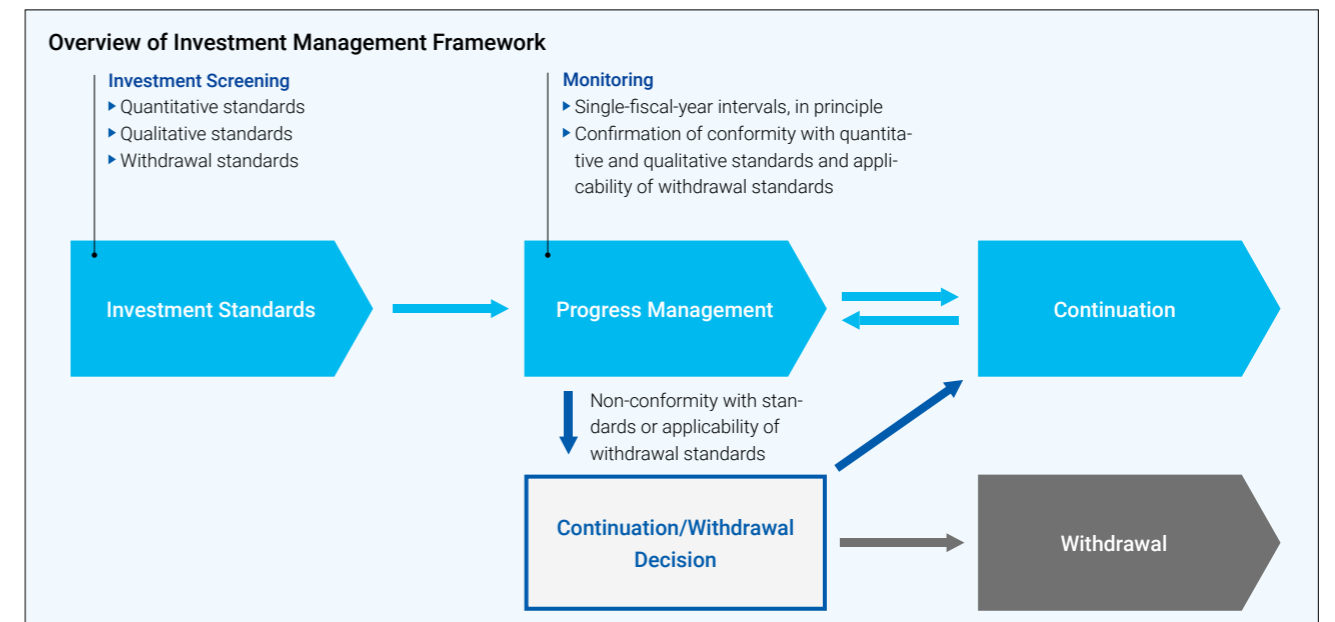 Overview of Investment Management Framework
Investment Screening
Quantitative standards
Qualitative standards
Withdrawal standards
Monitoring
Single-fiscal-year intervals, in principle
Confirmation of conformity with quantita-
tive and qualitative standards and appli-
cability of withdrawal standards
Investment Standards
Progress Management
Continuation
Non-conformity with stan-
dards or applicability of
withdrawal standards
Continuation/Withdrawal
Decision
Withdrawal